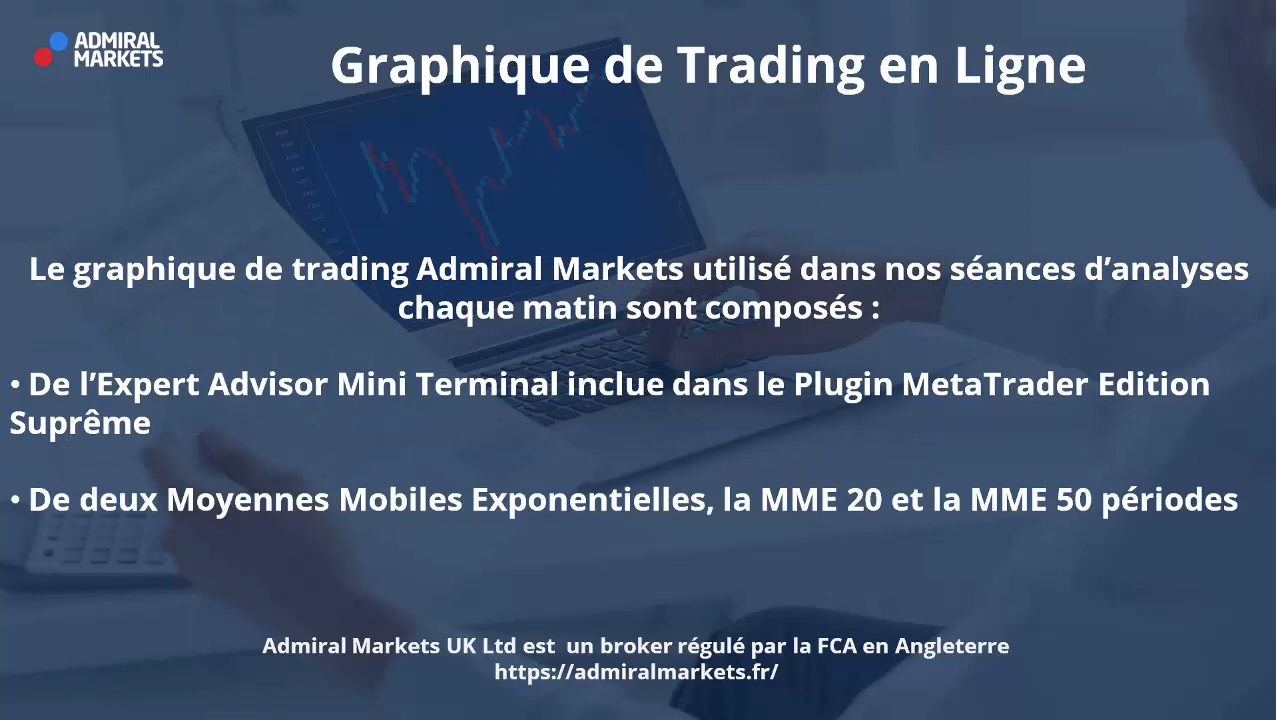 ADMIRAL
MARKETS
Graphique de Trading en Ligne
Le graphique de trading Admiral Markets utilisé dans nos séances d’analyses
chaque matin sont composés :
• De l’Expert Advisor Mini Terminal inclue dans le Plugin MetaTrader Edition
Suprême
• De deux Moyennes Mobiles Exponentielles, la MME 20 et la MME 50 périodes
Admiral Markets UK Ltd est  un broker régulé par la FCA en Angleterre
https://admiralmarkets.fr/